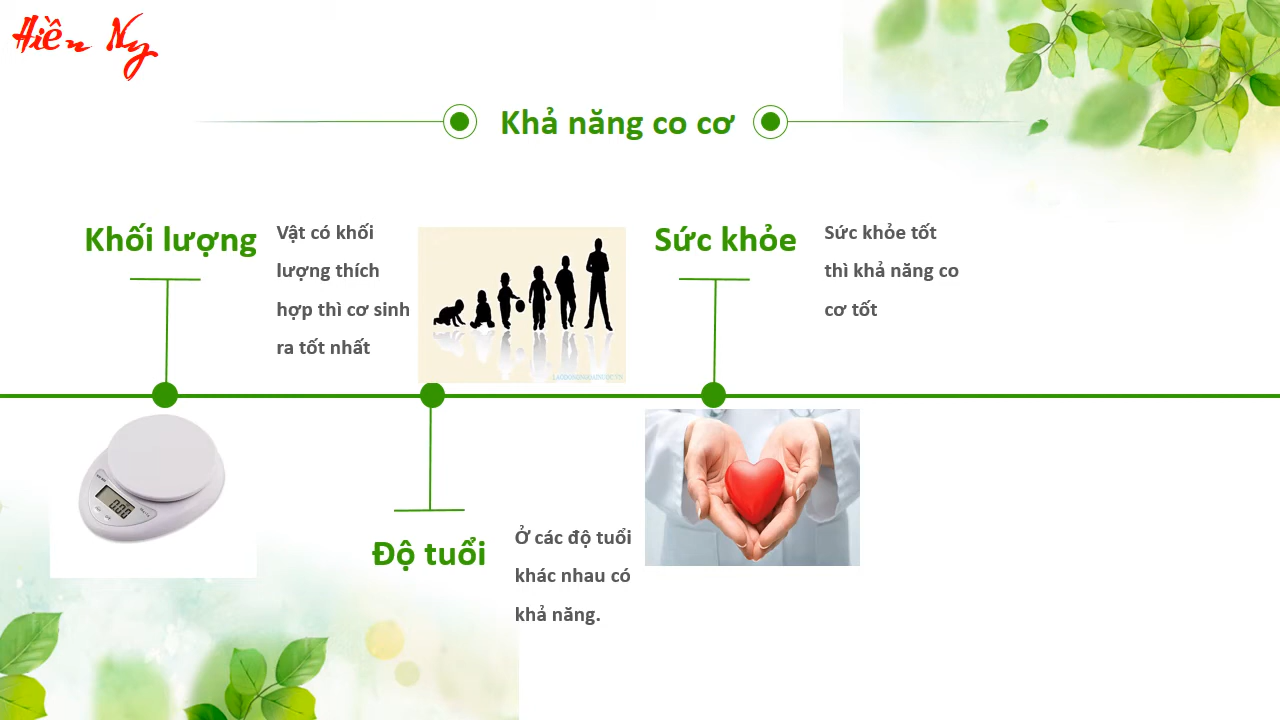 Hiền Ny
Khả năng co cơ
Khối lượng
Vật có khối
lượng thích
hợp thì cơ sinh
ra tốt nhất
Sức khỏe
Sức khỏe tốt
thì khả năng co
cơ tốt
0.00
Độ tuổi
Ở các độ tuổi
khác nhau có
khả năng.